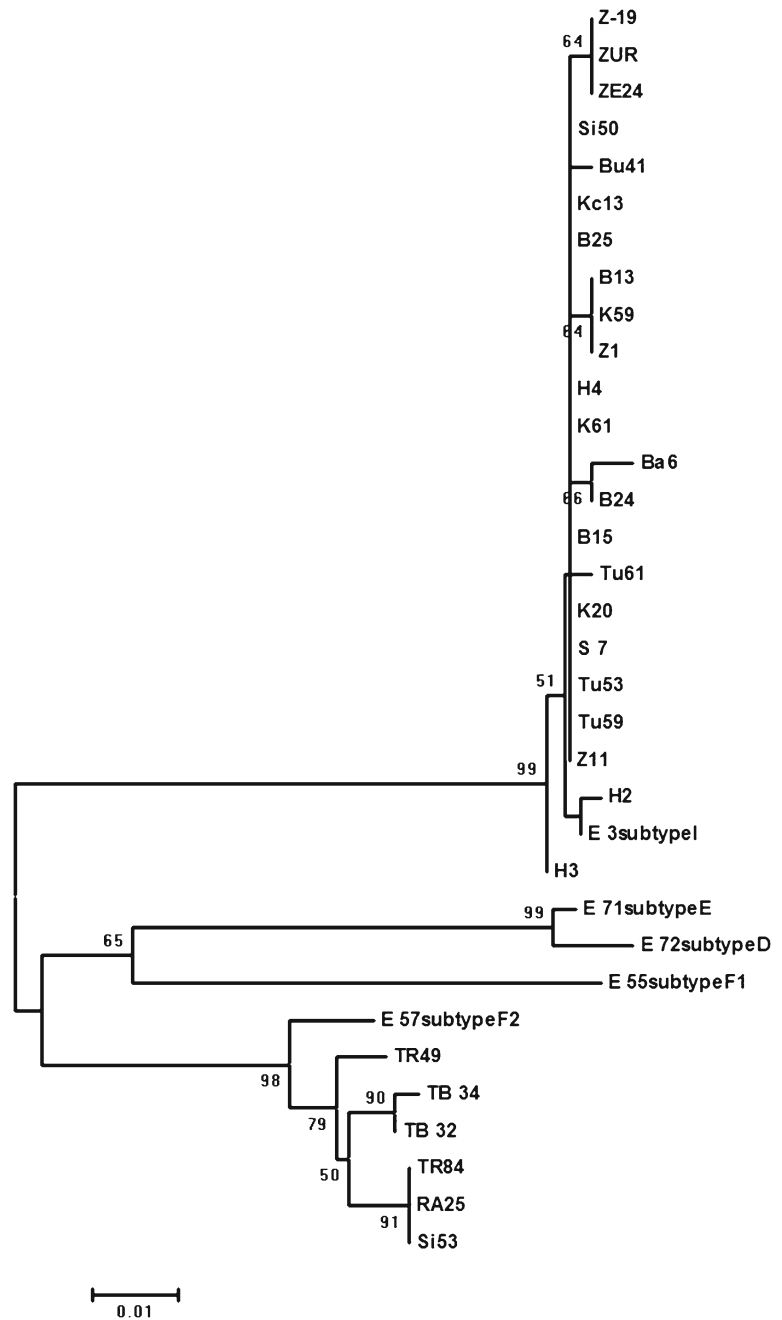 Z-19
64
ZUR
ZE24
Si50
Bu41
Kc13
B25
B13
K59
64
Z1
H4
K61
Ba6
66
B24
B15
Tu61
K20
S 7
51
Tu53
Tu59
99
Z11
H2
E 3subtypeI
H3
99
E 71subtypeE
65
E 72subtypeD
E 55subtypeF1
E 57subtypeF2
TR49
98
90
TB 34
79
TB 32
TR84
50
RA25
91
Si53
0.01